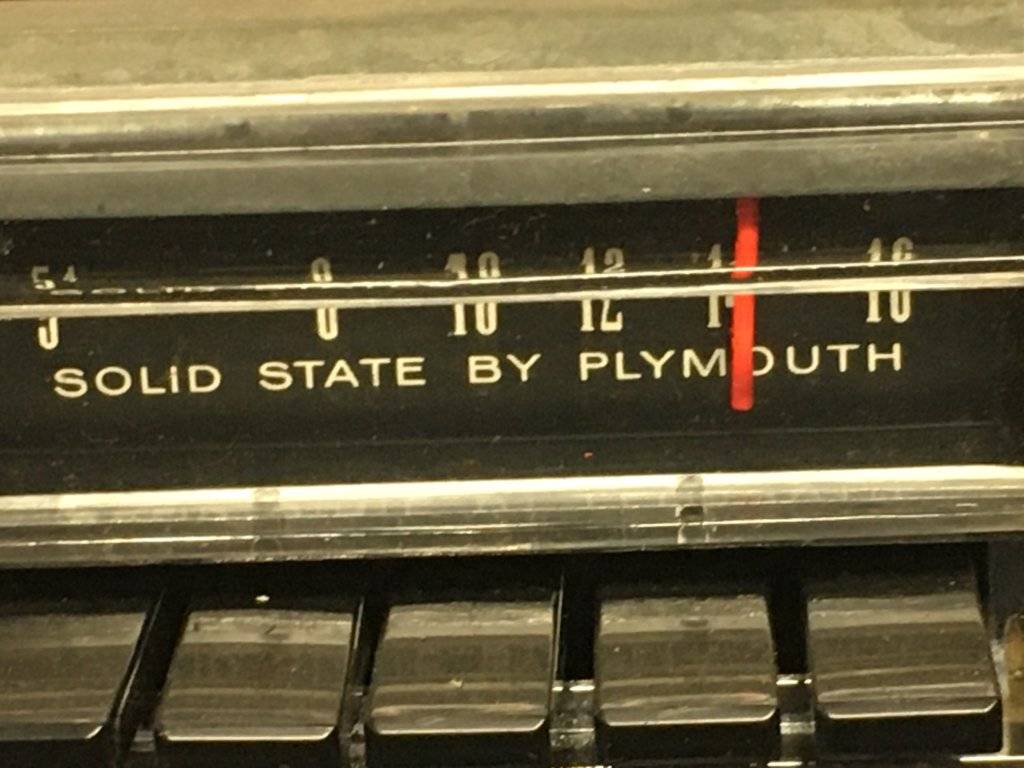 8 10 12 16
SOLID STATE BY PLYMOUTH